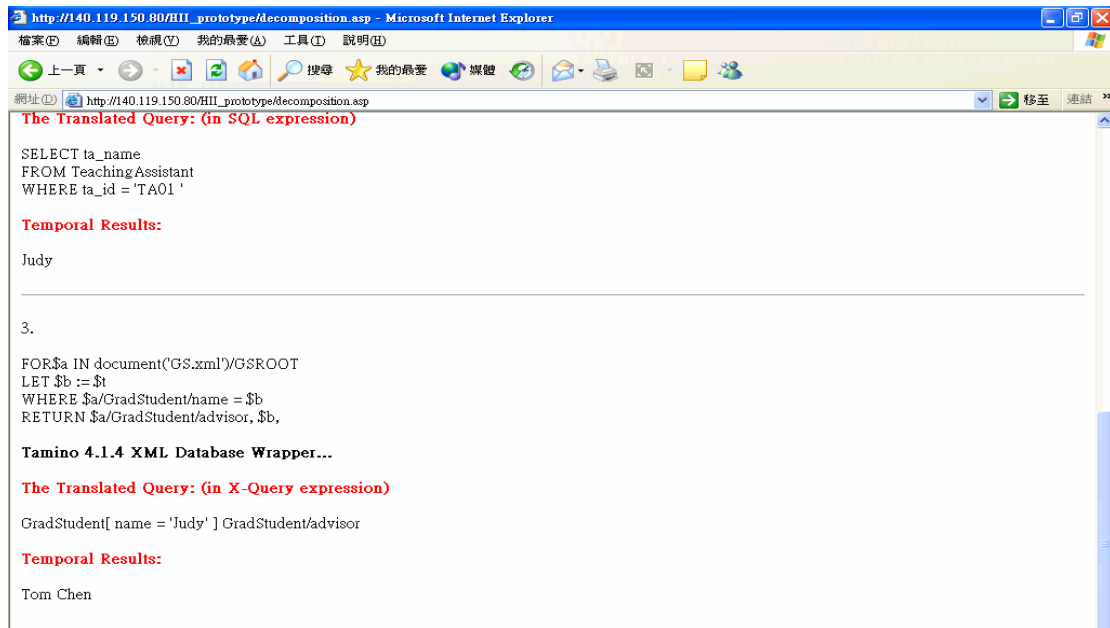 http://140.119.150.80/HII_prototype/decomposition.asp - Microsoft Internet Explorer
檔案(F) 編輯(E) 檢視(V) 我的最愛(A) 工具(T) 說明(H)
上一頁 搜尋 我的最愛 媒體
網址(D) http://140.119.150.80/HII_prototype/decomposition.asp 移至 連結 »
The Translated Query: (in SQL expression)
SELECT ta_name
FROM TeachingAssistant
WHERE ta_id = 'TA01 '
Temporal Results:
Judy
3.
FOR$a IN document('GS.xml')/GSROOT
LET $b := $t
WHERE $a/GradStudent/name = $b
RETURN $a/GradStudent/advisor, $b,
Tamino 4.1.4 XML Database Wrapper...
The Translated Query: (in X-Query expression)
GradStudent[ name = 'Judy' ] GradStudent/advisor
Temporal Results:
Tom Chen